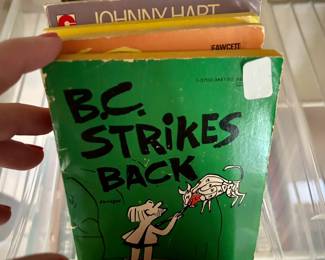 JOHNNY HART
FAWCETT
B.C.
STRIKES
BACK